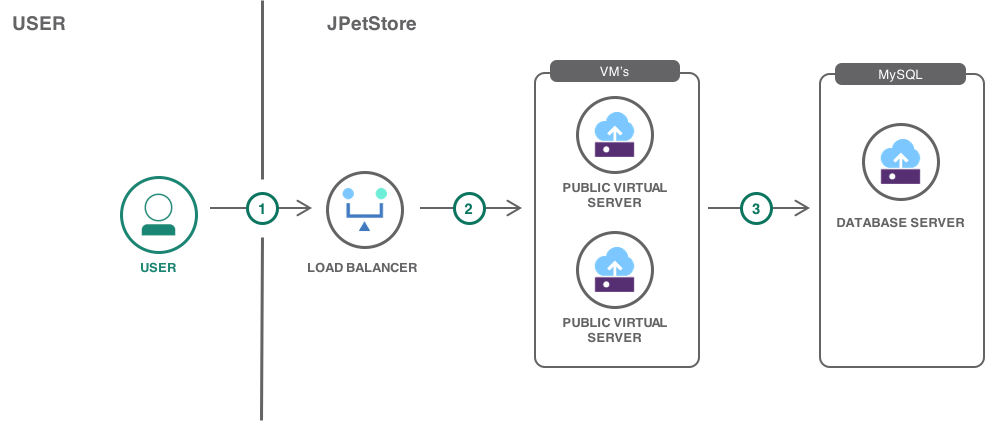 USER
JPetStore
VM's
MySQL
PUBLIC VIRTUAL
SERVER
1
2
3
USER
LOAD BALANCER
DATABASE SERVER
PUBLIC VIRTUAL
SERVER